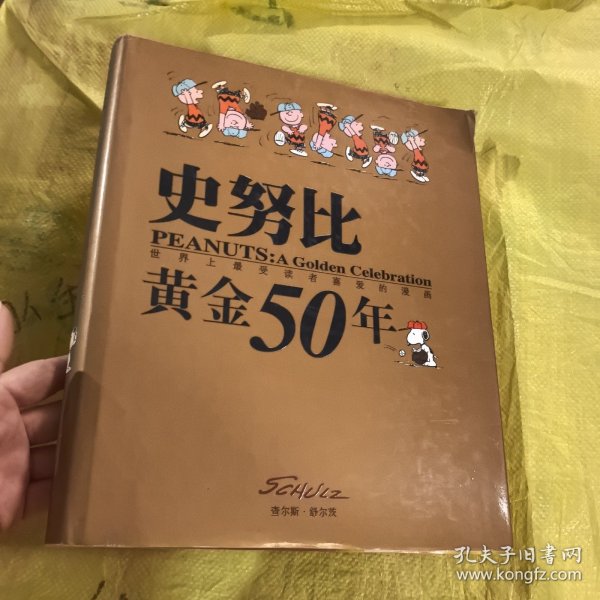 史努比
PEANUTS: A Golden Celebration
世界上最受读者喜爱的漫画
黄金50年
SCHULZ
查尔斯·舒尔茨
孔夫子旧书网
www.kongfz.com